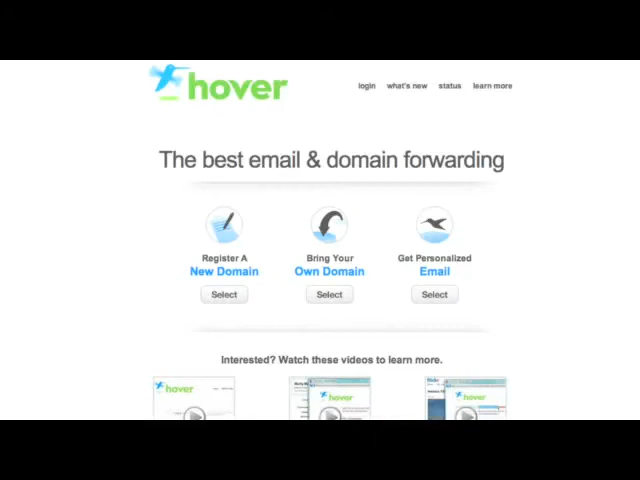 hover
login what's new status learn more
The best email & domain forwarding
Register A
New Domain
Select
Bring Your
Own Domain
Select
Get Personalized
Email
Select
Interested? Watch these videos to learn more.
hover
hover
hover